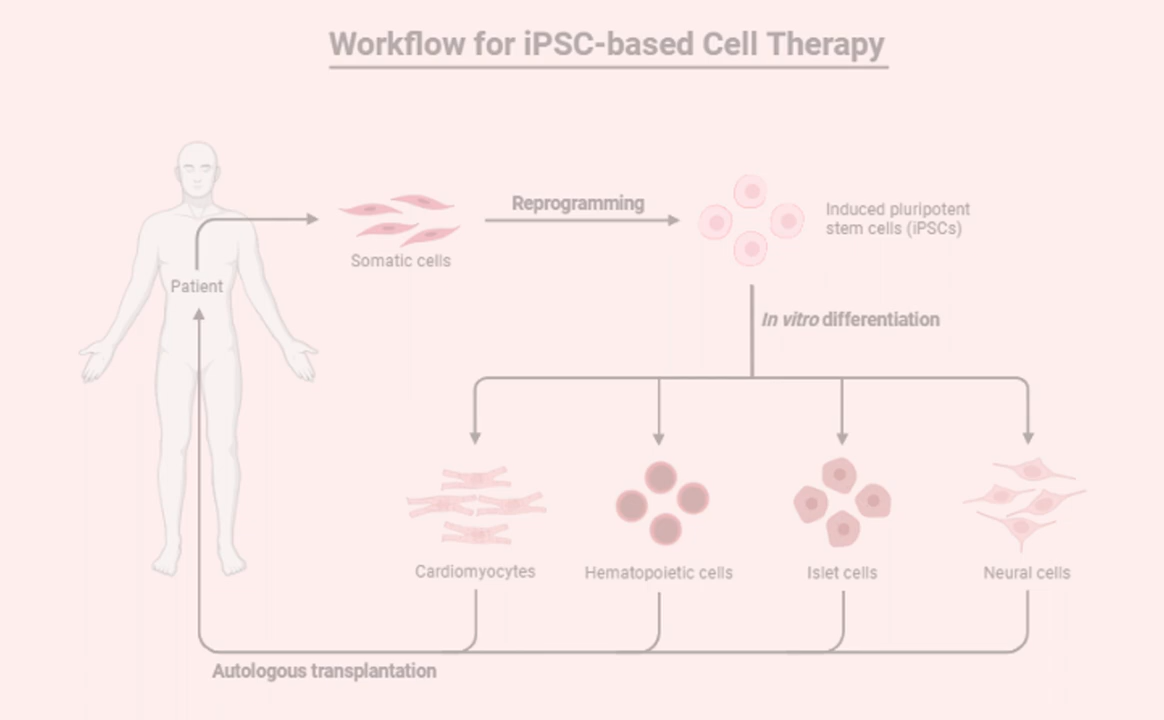 Workflow for iPSC-based Cell Therapy
Reprogramming
Induced pluripotent
stem cells (iPSCs)
Somatic cells
Patient
In vitro differentiation
Cardiomyocytes
Hematopoietic cells
Islet cells
Neural cells
Autologous transplantation